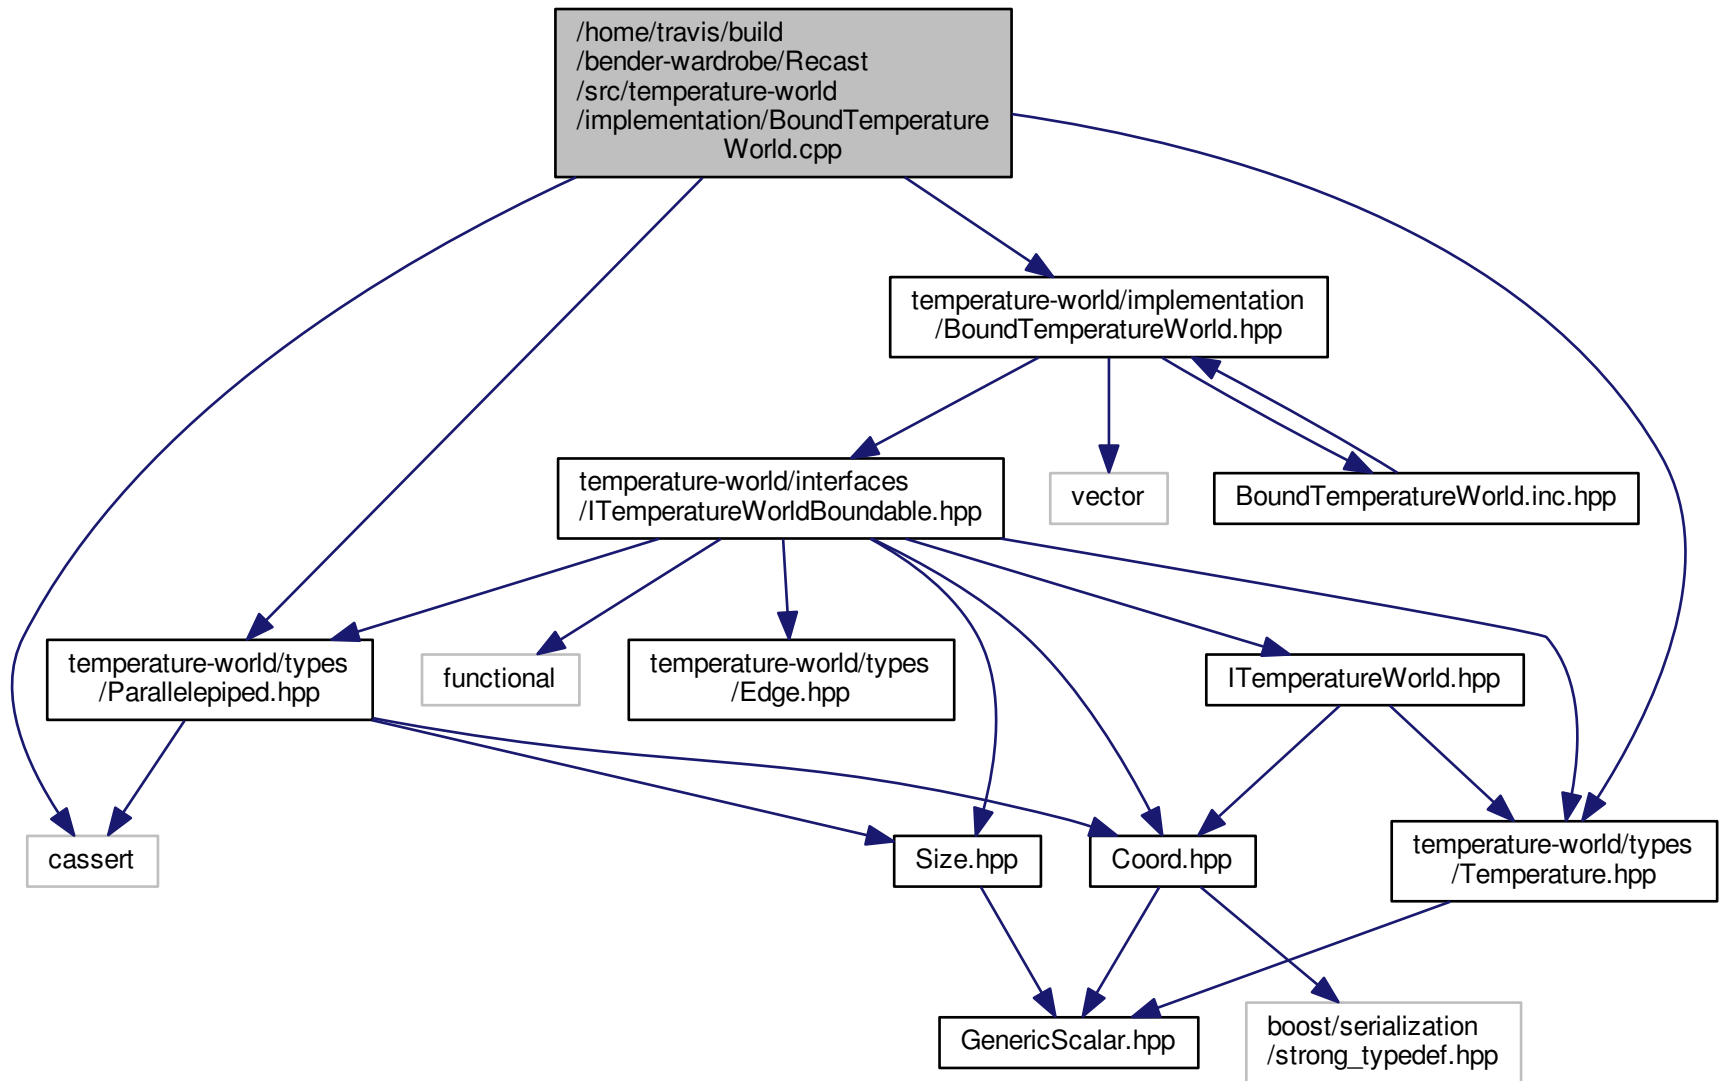 /home/travis/build
/bender-wardrobe/Recast
/src/temperature-world
/implementation/BoundTemperature
World.cpp
temperature-world/implementation
/BoundTemperatureWorld.hpp
temperature-world/interfaces
/ITemperatureWorldBoundable.hpp
vector
BoundTemperatureWorld.inc.hpp
temperature-world/types
/Parallelepiped.hpp
functional
temperature-world/types
/Edge.hpp
ITemperatureWorld.hpp
cassert
Size.hpp
Coord.hpp
temperature-world/types
/Temperature.hpp
GenericScalar.hpp
boost/serialization
/strong_typedef.hpp